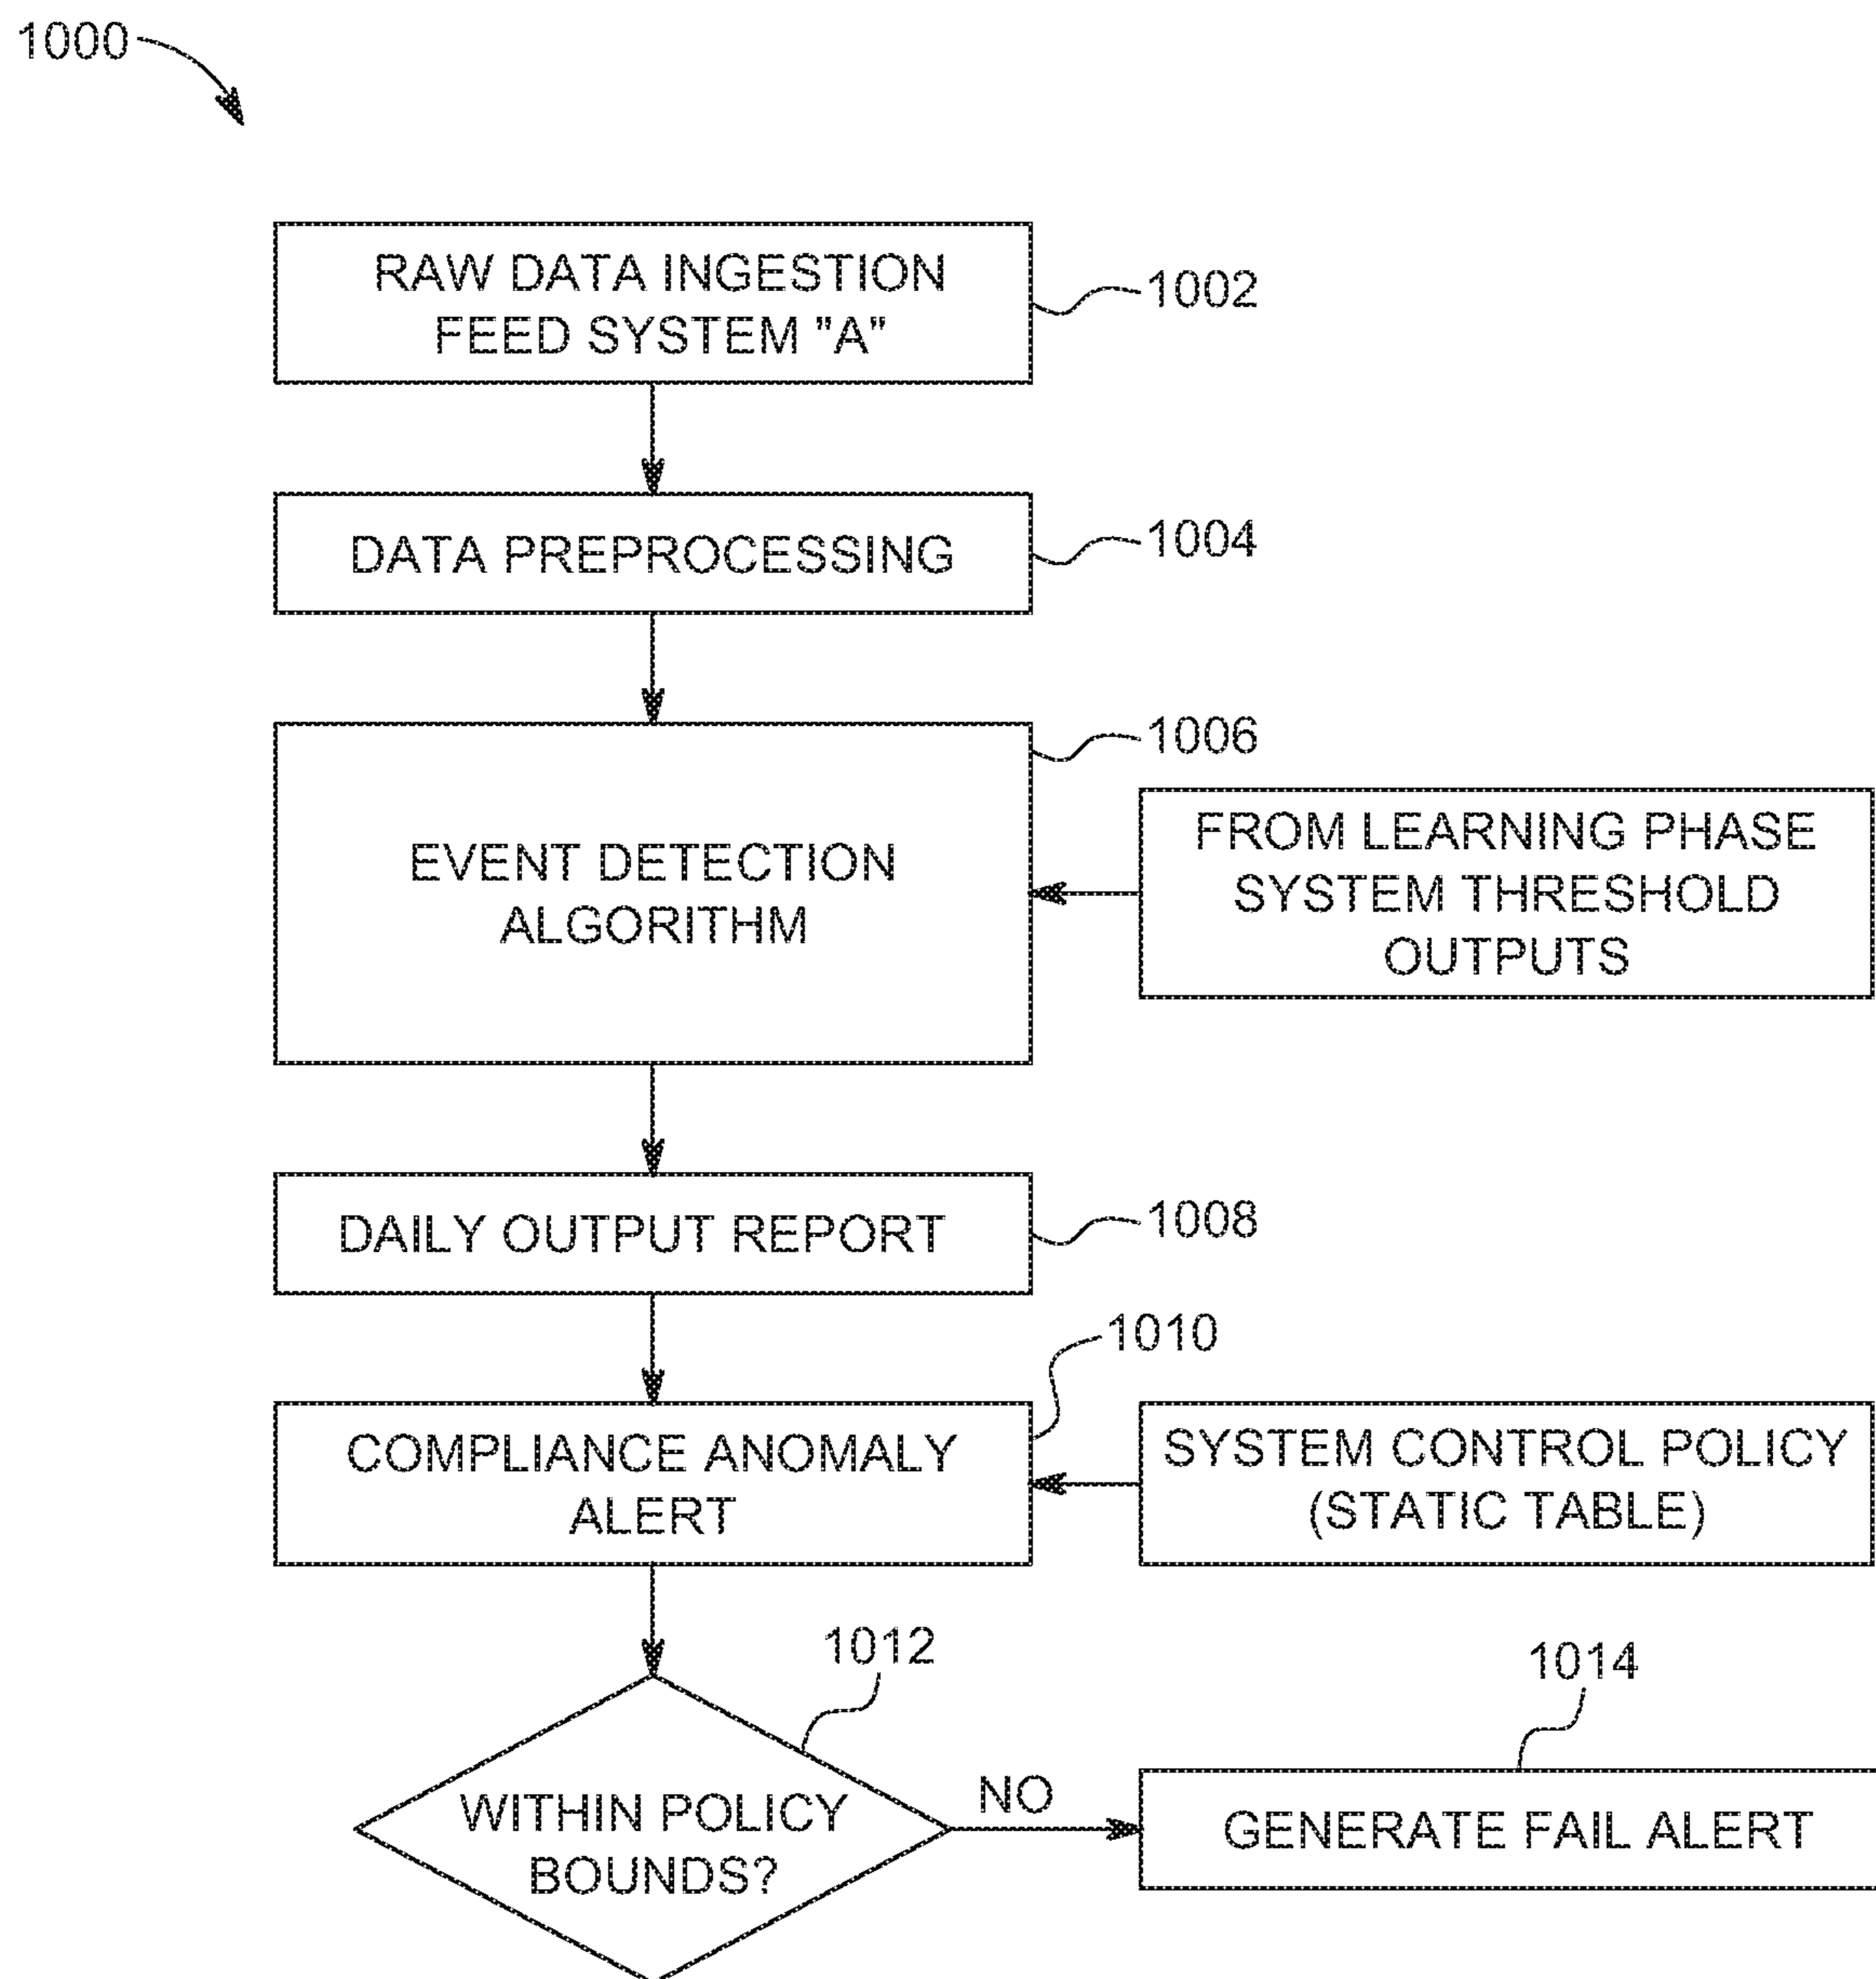 1000
RAW DATA INGESTION
FEED SYSTEM "A"
1002
DATA PREPROCESSING
1004
1006
EVENT DETECTION
ALGORITHM
FROM LEARNING PHASE
SYSTEM THRESHOLD
OUTPUTS
DAILY OUTPUT REPORT
1008
1010
COMPLIANCE ANOMALY
ALERT
SYSTEM CONTROL POLICY
(STATIC TABLE)
1012
1014
WITHIN POLICY
BOUNDS?
NO
GENERATE FAIL ALERT